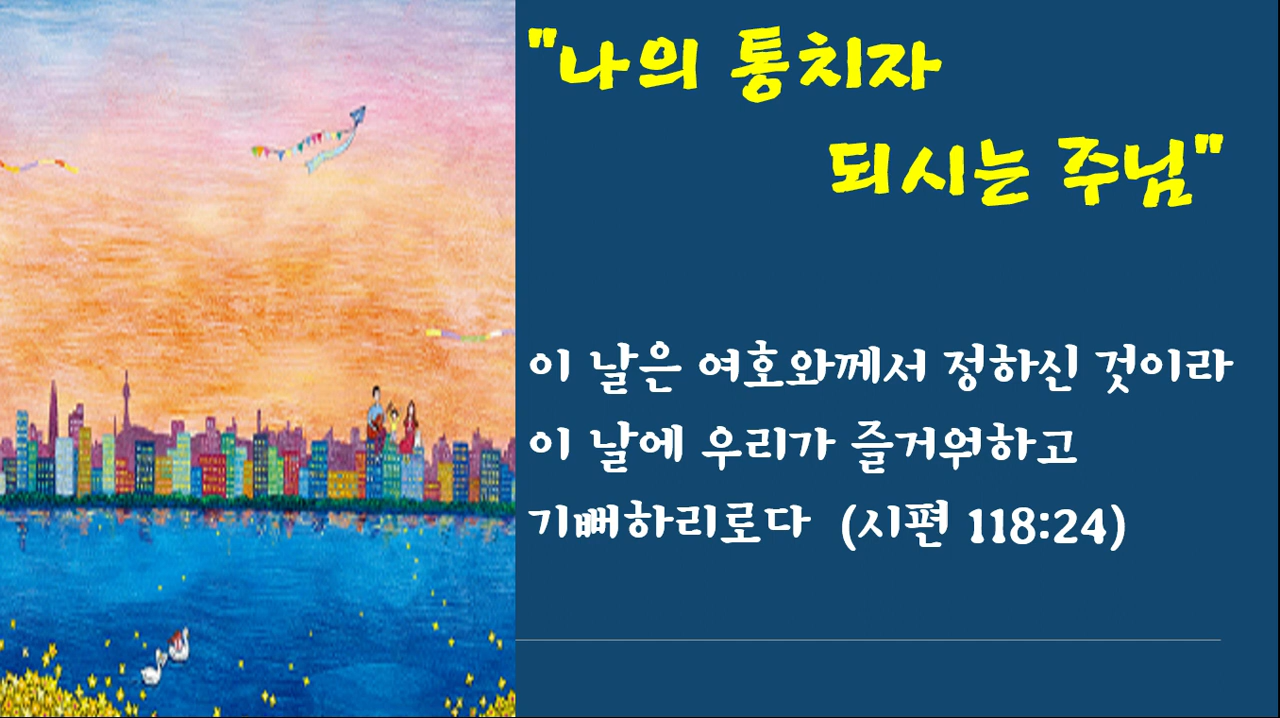 "나의 통치자
되시는 주님"
이 날은 여호와께서 정하신 것이라
이 날에 우리가 즐거워하고
기뻐하리로다 (시편 118:24)